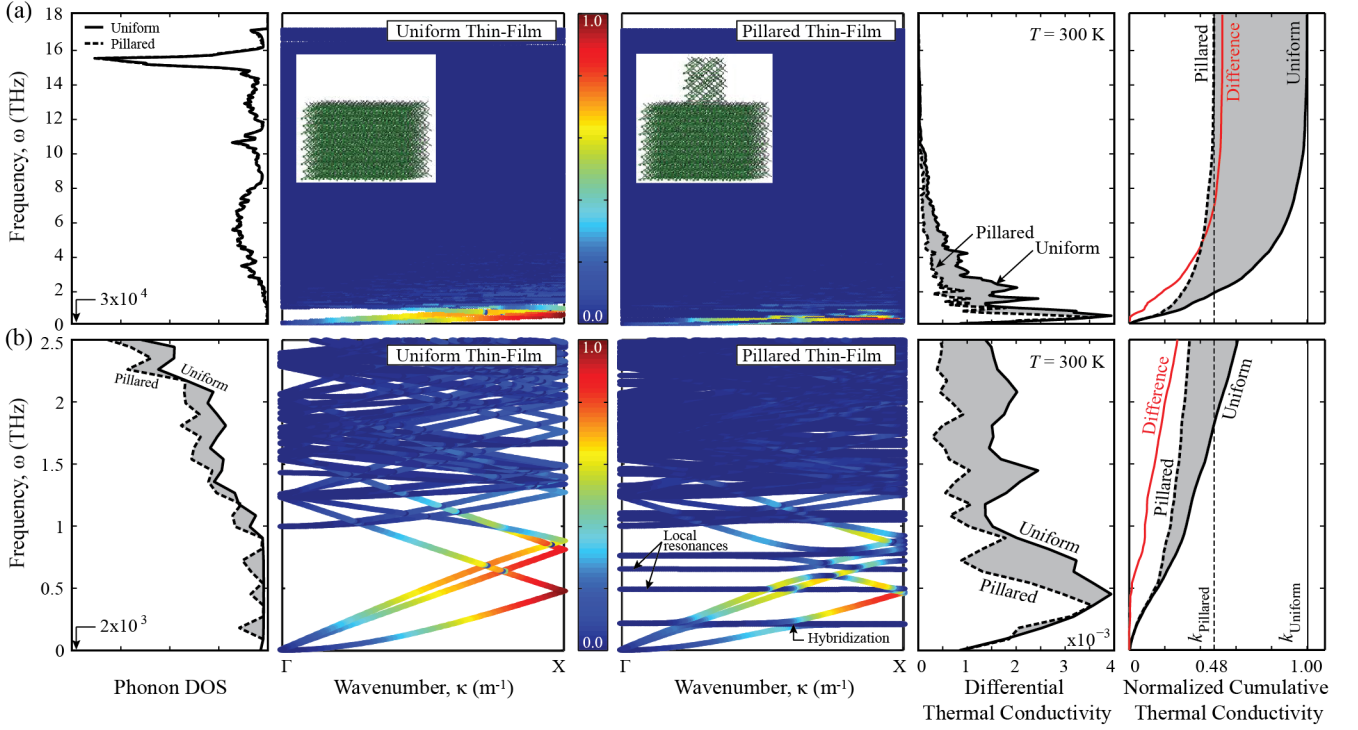 (a)
Uniform
Pillared
18
16
14
12
10
8
6
4
2
0
Frequency, ω (THz)
3x10⁴
Uniform Thin-Film
1.0
0.0
Pillared Thin-Film
T = 300 K
Pillared
Uniform
Pillared
Difference
Uniform
(b)
2.5
2
1.5
1
0.5
0
Frequency, ω (THz)
Pillared
Uniform
2x10³
Phonon DOS
Uniform Thin-Film
Γ
X
Wavenumber, κ (m⁻¹)
1.0
0.0
Pillared Thin-Film
Local
resonances
Hybridization
Γ
X
Wavenumber, κ (m⁻¹)
T = 300 K
Uniform
Pillared
x10⁻³
0 1 2 3 4
Differential
Thermal Conductivity
Difference
Pillared
Uniform
kPillared
kUniform
0 0.48 1.00
Normalized Cumulative
Thermal Conductivity